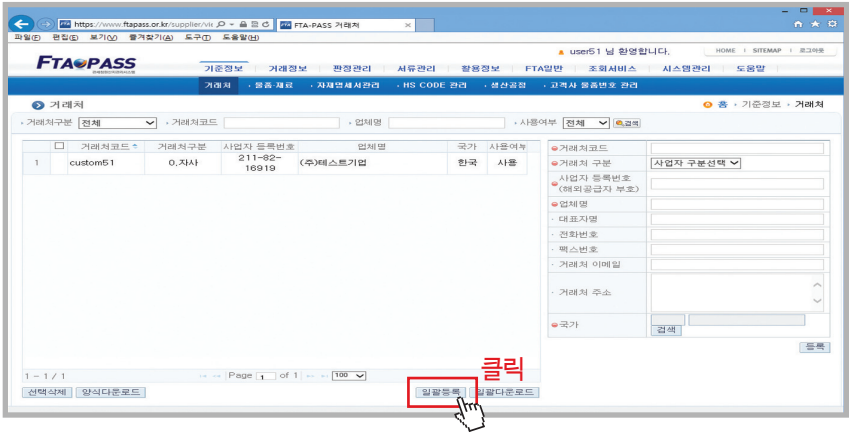 https://www.ftapass.or.kr/supplier/vie
FTA-PASS 거래처
파일(F) 편집(E) 보기(V) 즐겨찾기(A) 도구(T) 도움말(H)
user51 님 환영합니다.
HOME | SITEMAP | 로그아웃
FTA PASS
기준정보 거래정보 판정관리 서류관리 활용정보 FTA일반 조회서비스 시스템관리 도움말
거래처 · 물품·재료 · 자재명세서관리 · HS CODE 관리 · 생산공정 · 고객사 물품번호 관리
거래처
홈 › 기준정보 › 거래처
· 거래처구분 전체 · 거래처코드 · 업체명 · 사용여부 전체 검색
거래처코드 거래처구분 사업자 등록번호 업체명 국가 사용여부
1 custom51 0.자사 211-82-16919 (주)테스트기업 한국 사용
거래처코드
거래처 구분 사업자 구분선택
사업자 등록번호
(해외공급자 부호)
업체명
· 대표자명
· 전화번호
· 팩스번호
· 거래처 이메일
· 거래처 주소
국가
검색
등록
클릭
1 - 1 / 1
Page 1 of 1 100
선택삭제 양식다운로드 일괄등록 일괄다운로드